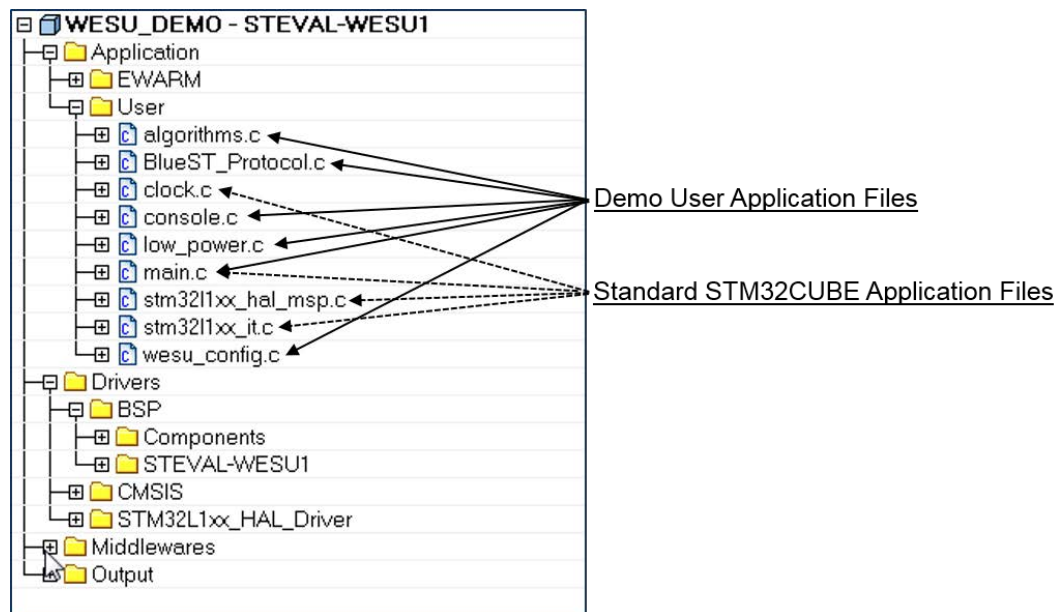 WESU_DEMO - STEVAL-WESU1
Application
EWARM
User
algorithms.c
BlueST_Protocol.c
clock.c
Demo User Application Files
console.c
low_power.c
main.c
Standard STM32CUBE Application Files
stm32l1xx_hal_msp.c
stm32l1xx_it.c
wesu_config.c
Drivers
BSP
Components
STEVAL-WESU1
CMSIS
STM32L1xx_HAL_Driver
Middlewares
Output